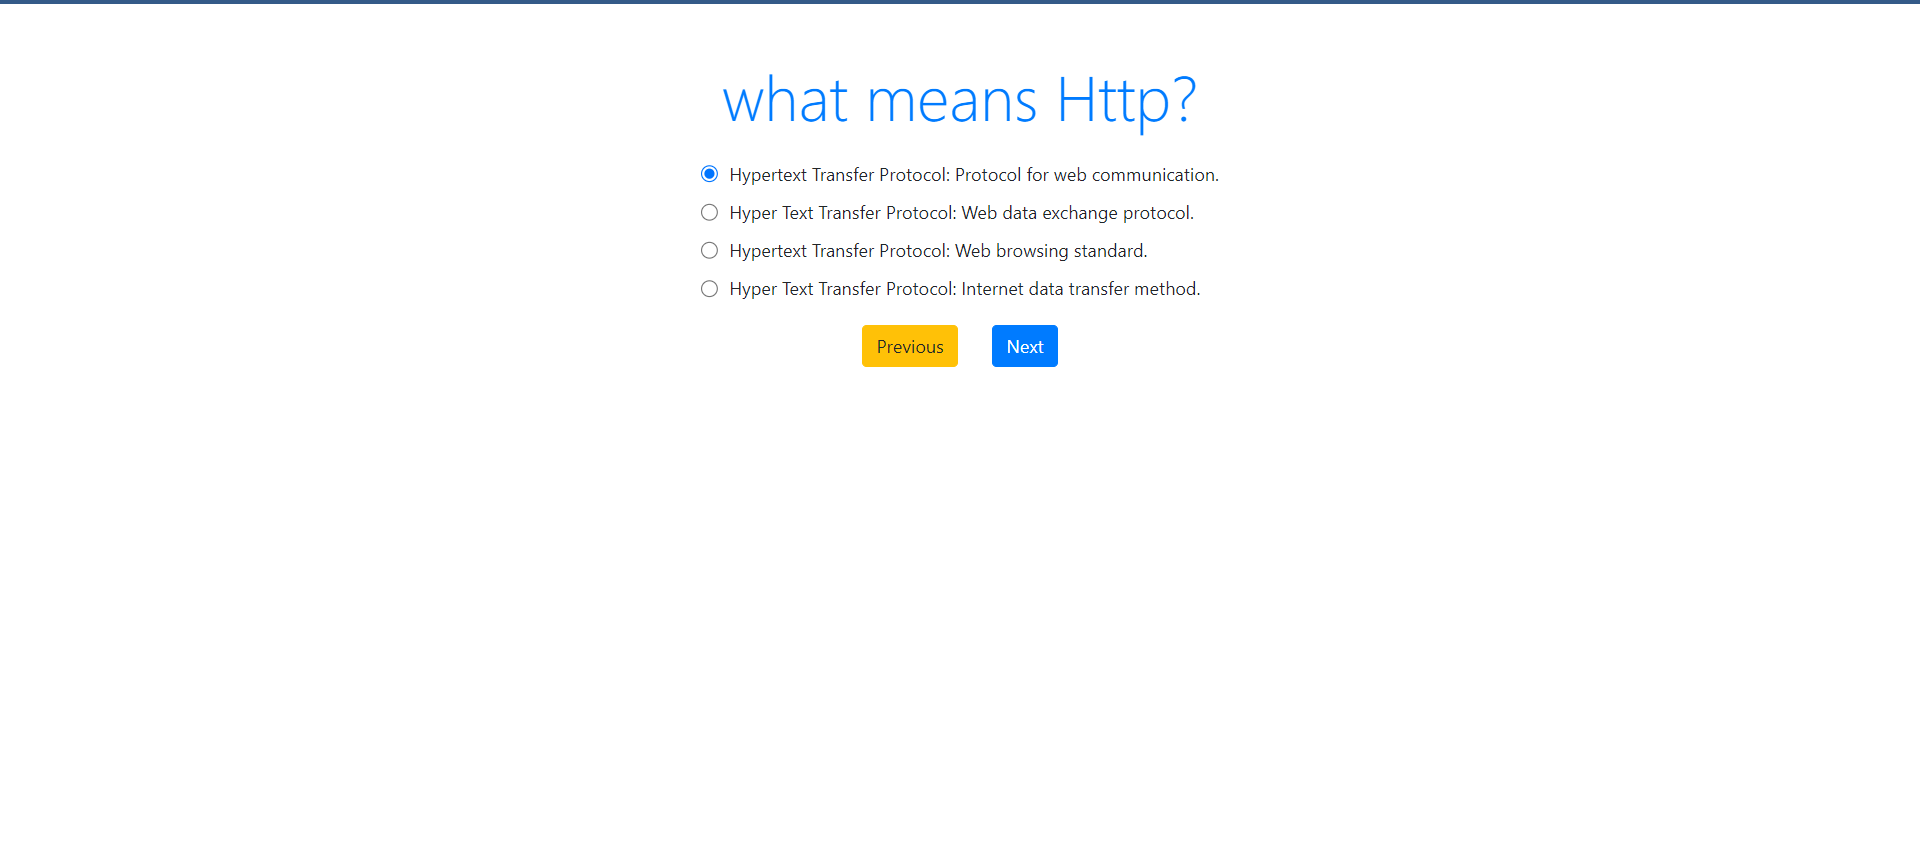 what means Http?
Hypertext Transfer Protocol: Protocol for web communication.
Hyper Text Transfer Protocol: Web data exchange protocol.
Hypertext Transfer Protocol: Web browsing standard.
Hyper Text Transfer Protocol: Internet data transfer method.
Previous Next